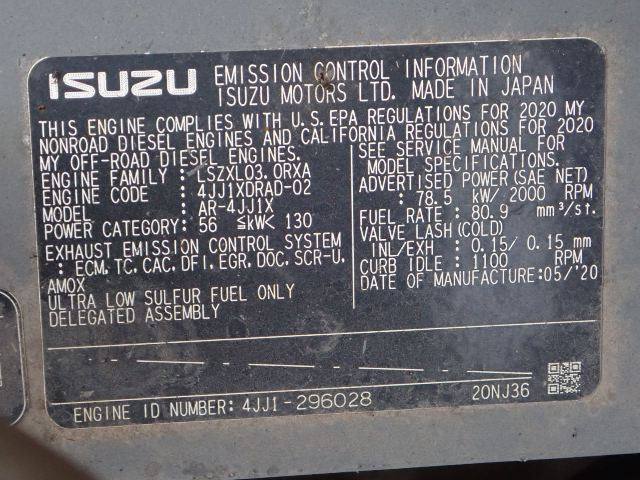 ISUZU EMISSION CONTROL INFORMATION
ISUZU MOTORS LTD. MADE IN JAPAN
THIS ENGINE COMPLIES WITH U.S. EPA REGULATIONS FOR 2020 MY
NONROAD DIESEL ENGINES AND CALIFORNIA REGULATIONS FOR 2020
MY OFF-ROAD DIESEL ENGINES.
ENGINE FAMILY : LSZXL03.0RXA
ENGINE CODE : 4JJ1XDRAD-02
MODEL : AR-4JJ1X
POWER CATEGORY: 56 ≦kW< 130
EXHAUST EMISSION CONTROL SYSTEM
: ECM, TC, CAC, DFI, EGR, DOC, SCR-U,
AMOX
ULTRA LOW SULFUR FUEL ONLY
DELEGATED ASSEMBLY
SEE SERVICE MANUAL FOR
MODEL SPECIFICATIONS.
ADVERTISED POWER(SAE NET)
: 78.5 kW/ 2000 RPM
FUEL RATE : 80.9 mm³/st.
VALVE LASH (COLD)
INL/EXH : 0.15/ 0.15 mm
CURB IDLE : 1100 RPM
DATE OF MANUFACTURE:05/'20
ENGINE ID NUMBER: 4JJ1-296028
20NJ36